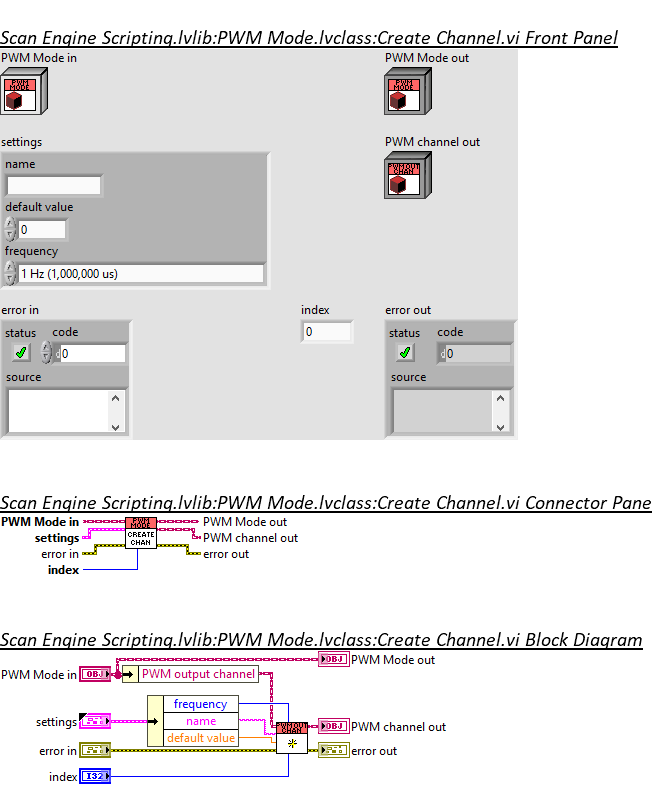 Scan Engine Scripting.lvlib:PWM Mode.lvclass:Create Channel.vi Front Panel
PWM Mode in
PWM Mode out
PWM
MODE
PWM
MODE
settings
PWM channel out
name
PWMOUT
CHAN
default value
0
frequency
1 Hz (1,000,000 us)
error in
index
error out
status
code
0
status
code
d0
d0
source
source
Scan Engine Scripting.lvlib:PWM Mode.lvclass:Create Channel.vi Connector Pane
PWM Mode in
PWM
MODE
PWM Mode out
settings
CREATE
CHAN
PWM channel out
error in
error out
index
Scan Engine Scripting.lvlib:PWM Mode.lvclass:Create Channel.vi Block Diagram
OBJ
PWM Mode out
PWM Mode in
OBJ
PWM output channel
frequency
settings
name
PWMOUT
CHAN
OBJ
PWM channel out
default value
error in
error out
index
I32